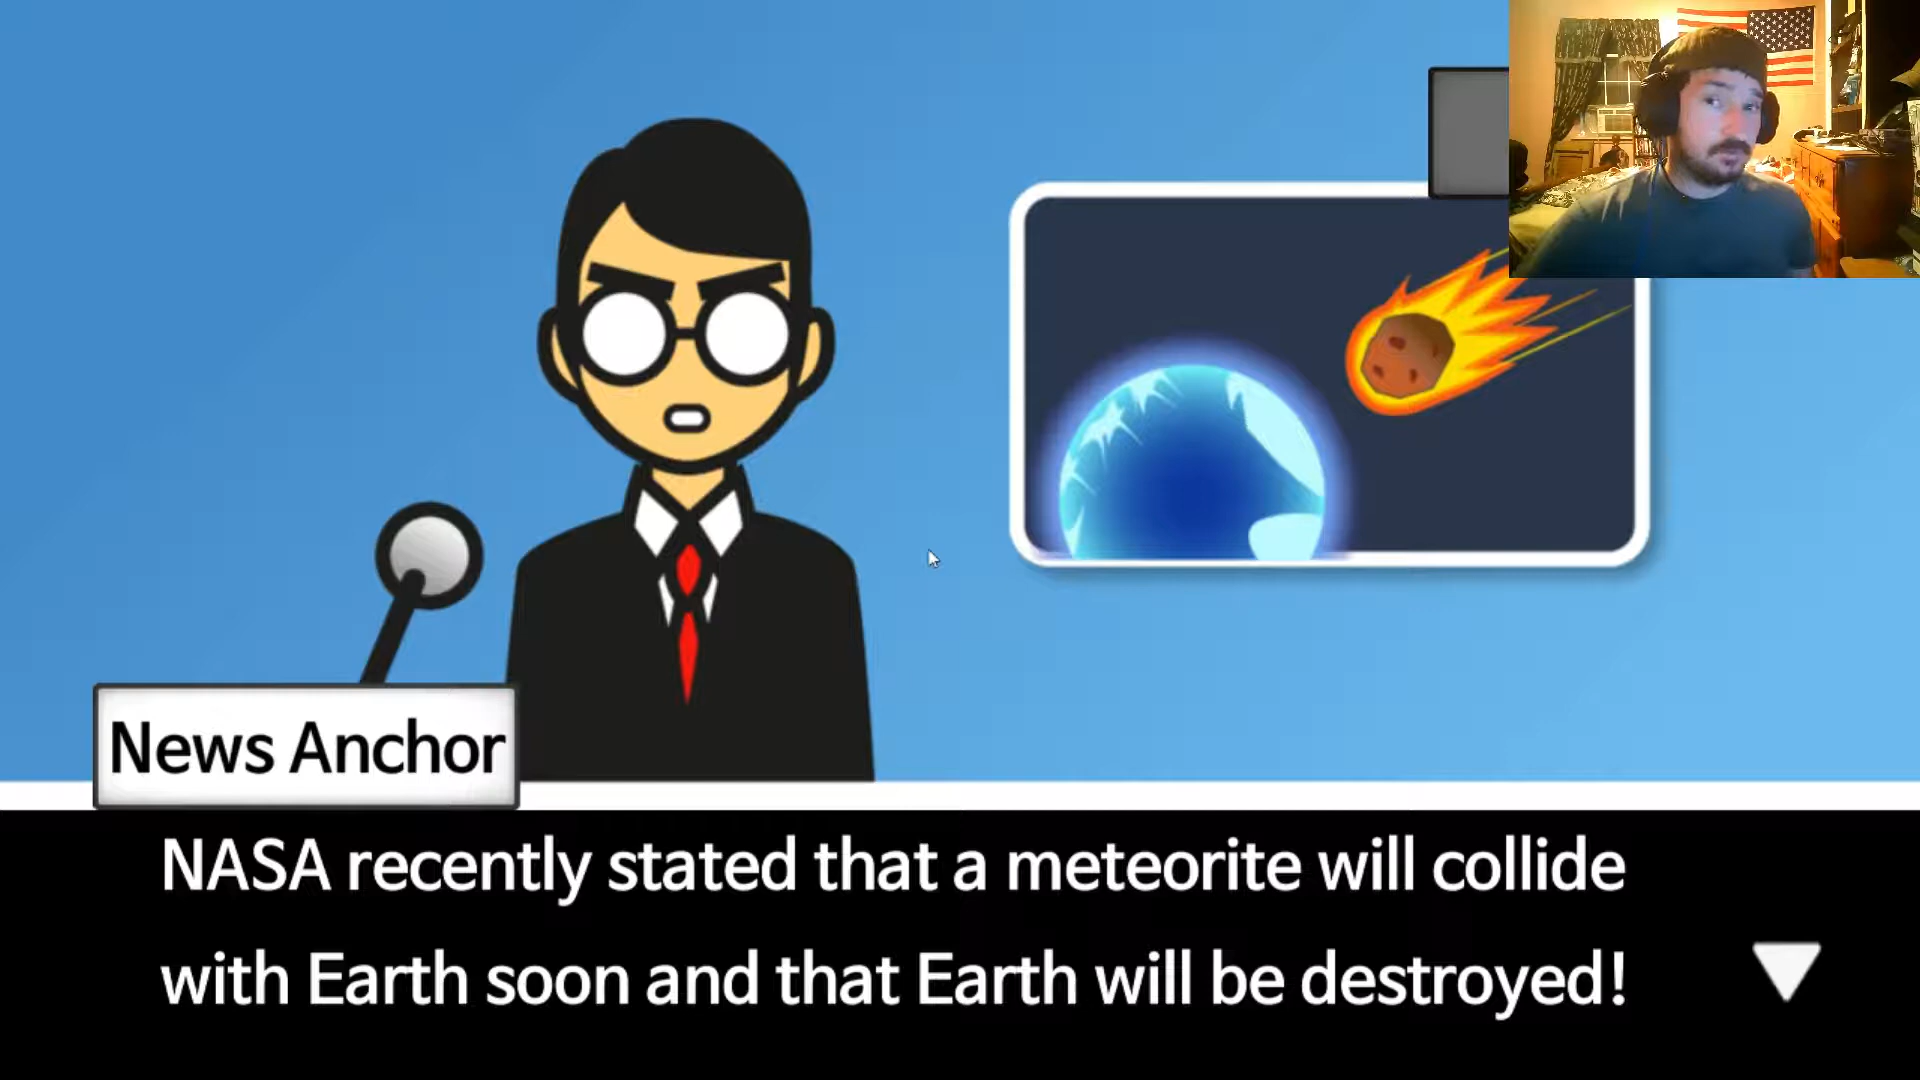 News Anchor
NASA recently stated that a meteorite will collide
with Earth soon and that Earth will be destroyed!